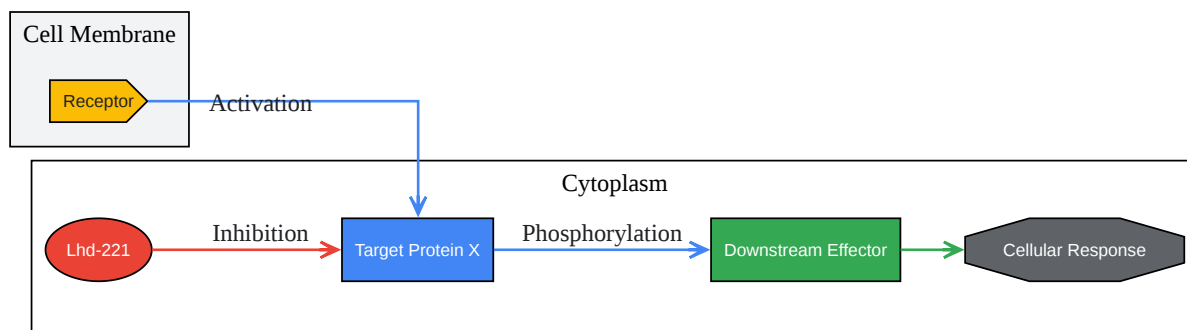 Cell Membrane
Receptor
Activation
Cytoplasm
Lhd-221
Inhibition
Target Protein X
Phosphorylation
Downstream Effector
Cellular Response